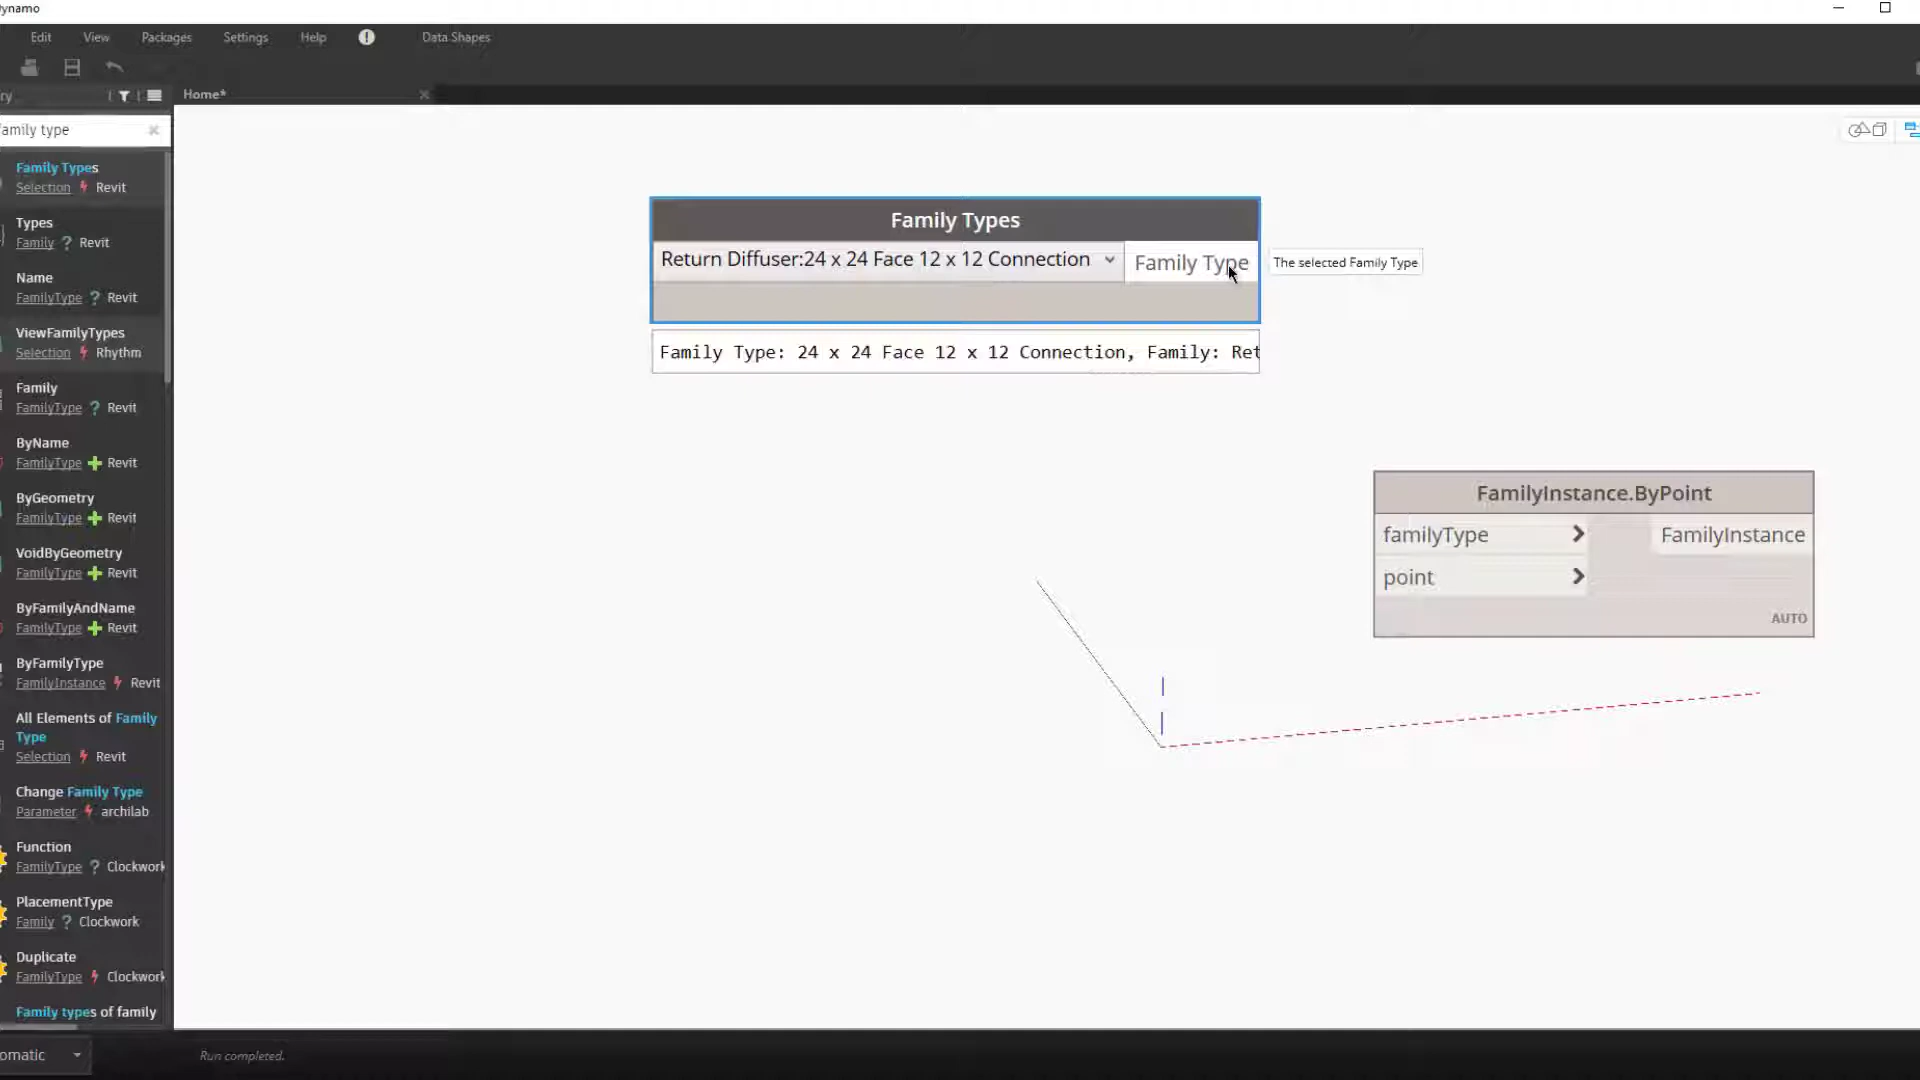 ynamo
Edit View Packages Settings Help ! Data Shapes
ry
Home*
amily type
Family Types
Selection Revit
Types
Family ? Revit
Name
FamilyType ? Revit
ViewFamilyTypes
Selection Rhythm
Family
FamilyType ? Revit
ByName
FamilyType Revit
ByGeometry
FamilyType Revit
VoidByGeometry
FamilyType Revit
ByFamilyAndName
FamilyType Revit
ByFamilyType
FamilyInstance Revit
All Elements of Family
Type
Selection Revit
Change Family Type
Parameter archilab
Function
FamilyType ? Clockwork
PlacementType
Family ? Clockwork
Duplicate
FamilyType Clockwork
Family types of family
Family Types
Return Diffuser:24 x 24 Face 12 x 12 Connection
Family Type
The selected Family Type
Family Type: 24 x 24 Face 12 x 12 Connection, Family: Ret
FamilyInstance.ByPoint
familyType > FamilyInstance
point >
AUTO
omatic
Run completed.